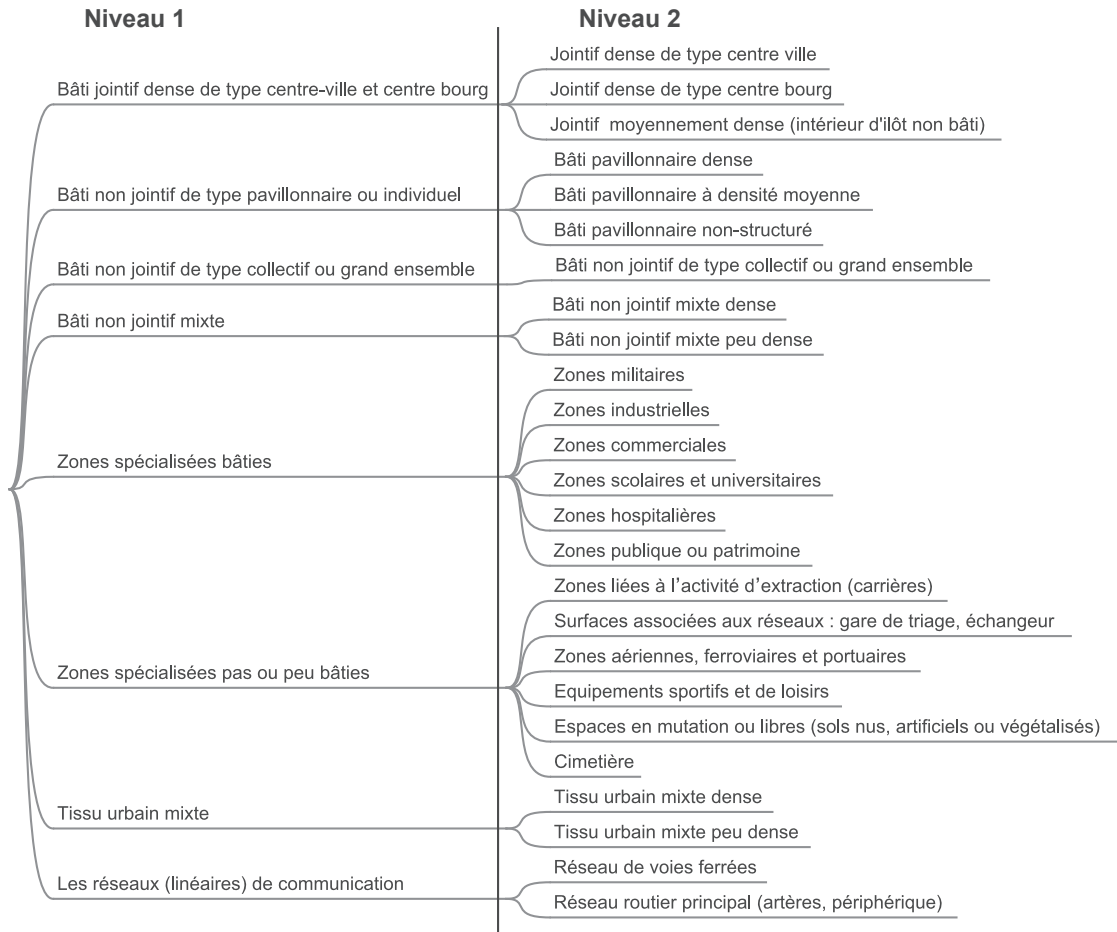 Niveau 1
Niveau 2
Bâti jointif dense de type centre-ville et centre bourg
Jointif dense de type centre ville
Jointif dense de type centre bourg
Jointif moyennement dense (intérieur d'ilôt non bâti)
Bâti non jointif de type pavillonnaire ou individuel
Bâti pavillonnaire dense
Bâti pavillonnaire à densité moyenne
Bâti pavillonnaire non-structuré
Bâti non jointif de type collectif ou grand ensemble
Bâti non jointif de type collectif ou grand ensemble
Bâti non jointif mixte
Bâti non jointif mixte dense
Bâti non jointif mixte peu dense
Zones spécialisées bâties
Zones militaires
Zones industrielles
Zones commerciales
Zones scolaires et universitaires
Zones hospitalières
Zones publique ou patrimoine
Zones spécialisées pas ou peu bâties
Zones liées à l’activité d’extraction (carrières)
Surfaces associées aux réseaux : gare de triage, échangeur
Zones aériennes, ferroviaires et portuaires
Equipements sportifs et de loisirs
Espaces en mutation ou libres (sols nus, artificiels ou végétalisés)
Cimetière
Tissu urbain mixte
Tissu urbain mixte dense
Tissu urbain mixte peu dense
Les réseaux (linéaires) de communication
Réseau de voies ferrées
Réseau routier principal (artères, périphérique)